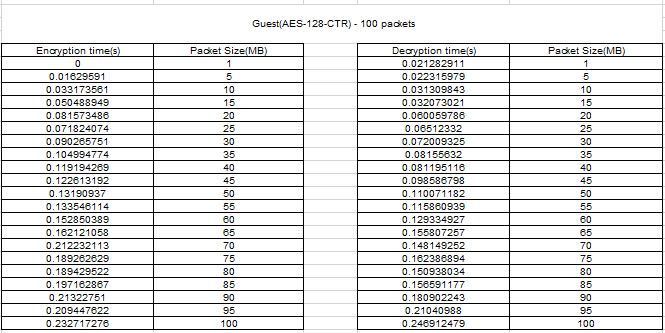 Guest(AES-128-CTR) - 100 packets
Encryption time(s) Packet Size(MB) Decryption time(s) Packet Size(MB)
0 1 0.021282911 1
0.01629591 5 0.022315979 5
0.033173561 10 0.031309843 10
0.050488949 15 0.032073021 15
0.081573486 20 0.060059786 20
0.071824074 25 0.06512332 25
0.090265751 30 0.072009325 30
0.104994774 35 0.08155632 35
0.119194269 40 0.081195116 40
0.122613192 45 0.098586798 45
0.13190937 50 0.110071182 50
0.133546114 55 0.115860939 55
0.152850389 60 0.129334927 60
0.162121058 65 0.155807257 65
0.212232113 70 0.148149252 70
0.189262629 75 0.162386894 75
0.189429522 80 0.150938034 80
0.197162867 85 0.156591177 85
0.21322751 90 0.180902243 90
0.209447622 95 0.21040988 95
0.232717276 100 0.246912479 100